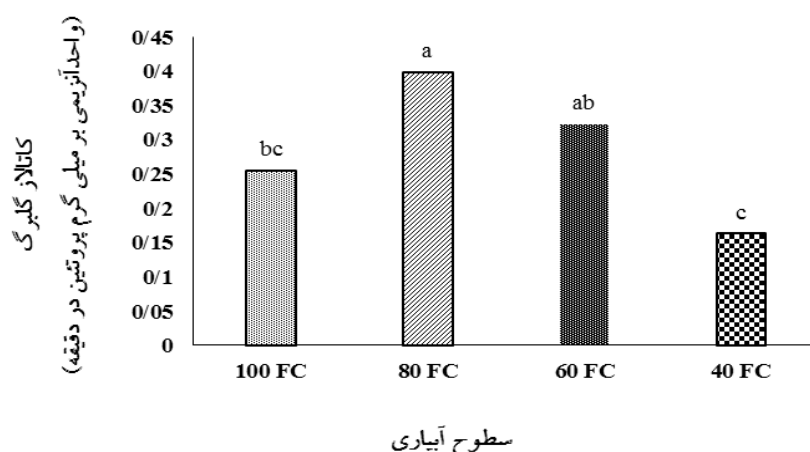 کاتالاز گلبرگ
(واحدآنزیمی بر میلی گرم پروتئین در دقیقه)
0/45
0/4
0/35
0/3
0/25
0/2
0/15
0/1
0/05
0
bc
a
ab
c
100 FC
80 FC
60 FC
40 FC
سطوح آبیاری